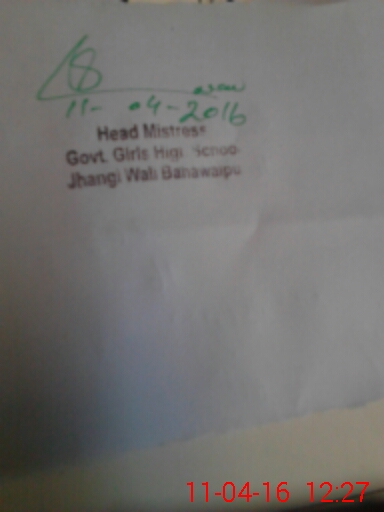 11-04-2016
Head Mistress
Govt. Girls High School
Jhangi Wali Bahawalpu
11-04-16 12:27